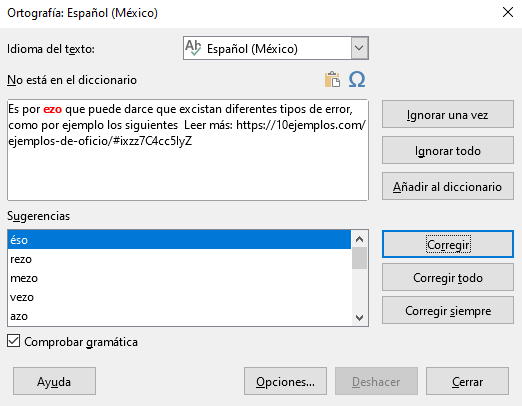 Ortografía: Español (México)
Idioma del texto:
Español (México)
No está en el diccionario
Es por ezo que puede darce que excistan diferentes tipos de error,
como por ejemplo los siguientes  Leer más: https://10ejemplos.com/
ejemplos-de-oficio/#ixzz7C4cc5lyZ
Ignorar una vez
Ignorar todo
Añadir al diccionario
Sugerencias
éso
rezo
mezo
vezo
azo
Corregir
Corregir todo
Corregir siempre
Comprobar gramática
Ayuda
Opciones...
Deshacer
Cerrar